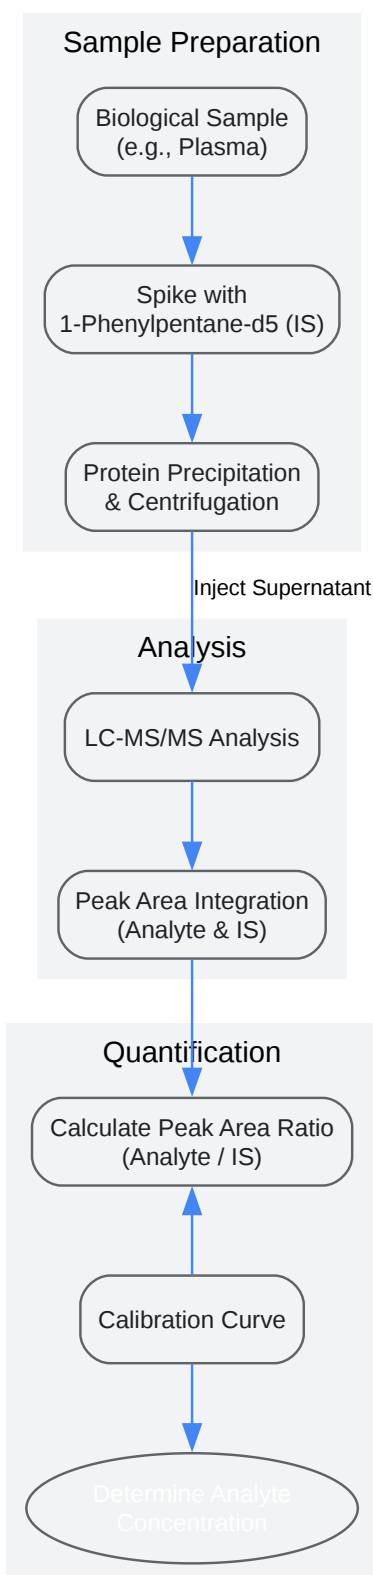 Sample Preparation
Biological Sample
(e.g., Plasma)
Spike with
1-Phenylpentane-d5 (IS)
Protein Precipitation
& Centrifugation
Inject Supernatant
Analysis
LC-MS/MS Analysis
Peak Area Integration
(Analyte & IS)
Quantification
Calculate Peak Area Ratio
(Analyte / IS)
Calibration Curve
Determine Analyte
Concentration